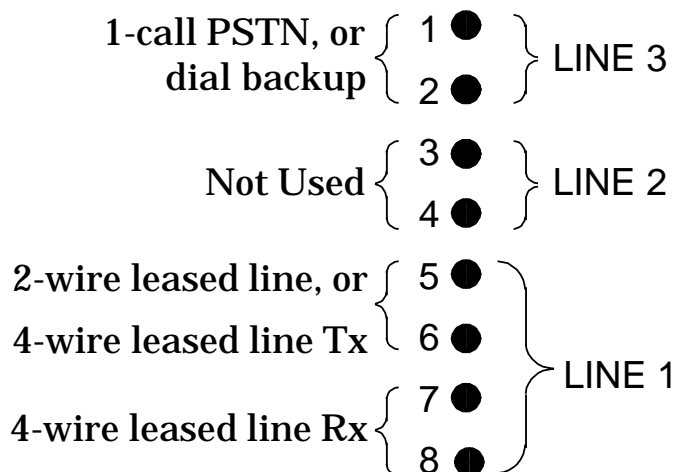 1-call PSTN, or
dial backup
1
2
LINE 3
Not Used
3
4
LINE 2
2-wire leased line, or
4-wire leased line Tx
5
6
4-wire leased line Rx
7
8
LINE 1